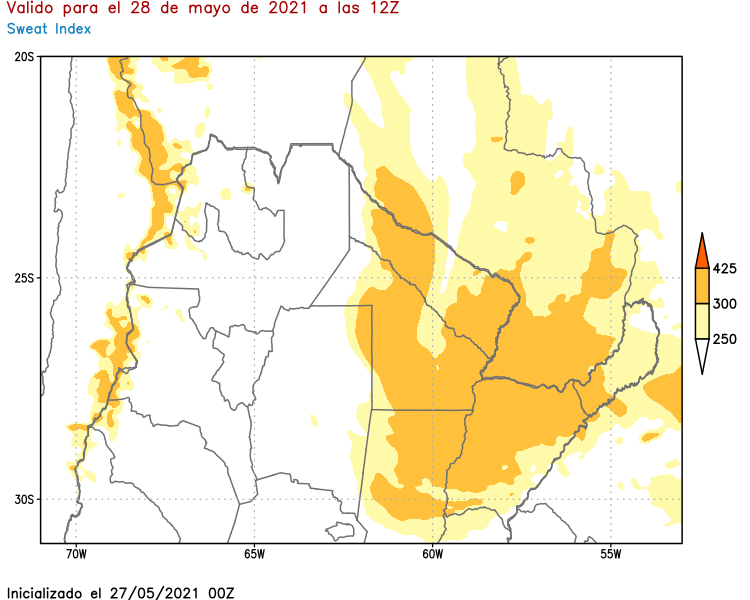 Valido para el 28 de mayo de 2021 a las 12Z
Sweat Index
20S
25S
30S
70W
65W
60W
55W
425
300
250
Inicializado el 27/05/2021 00Z